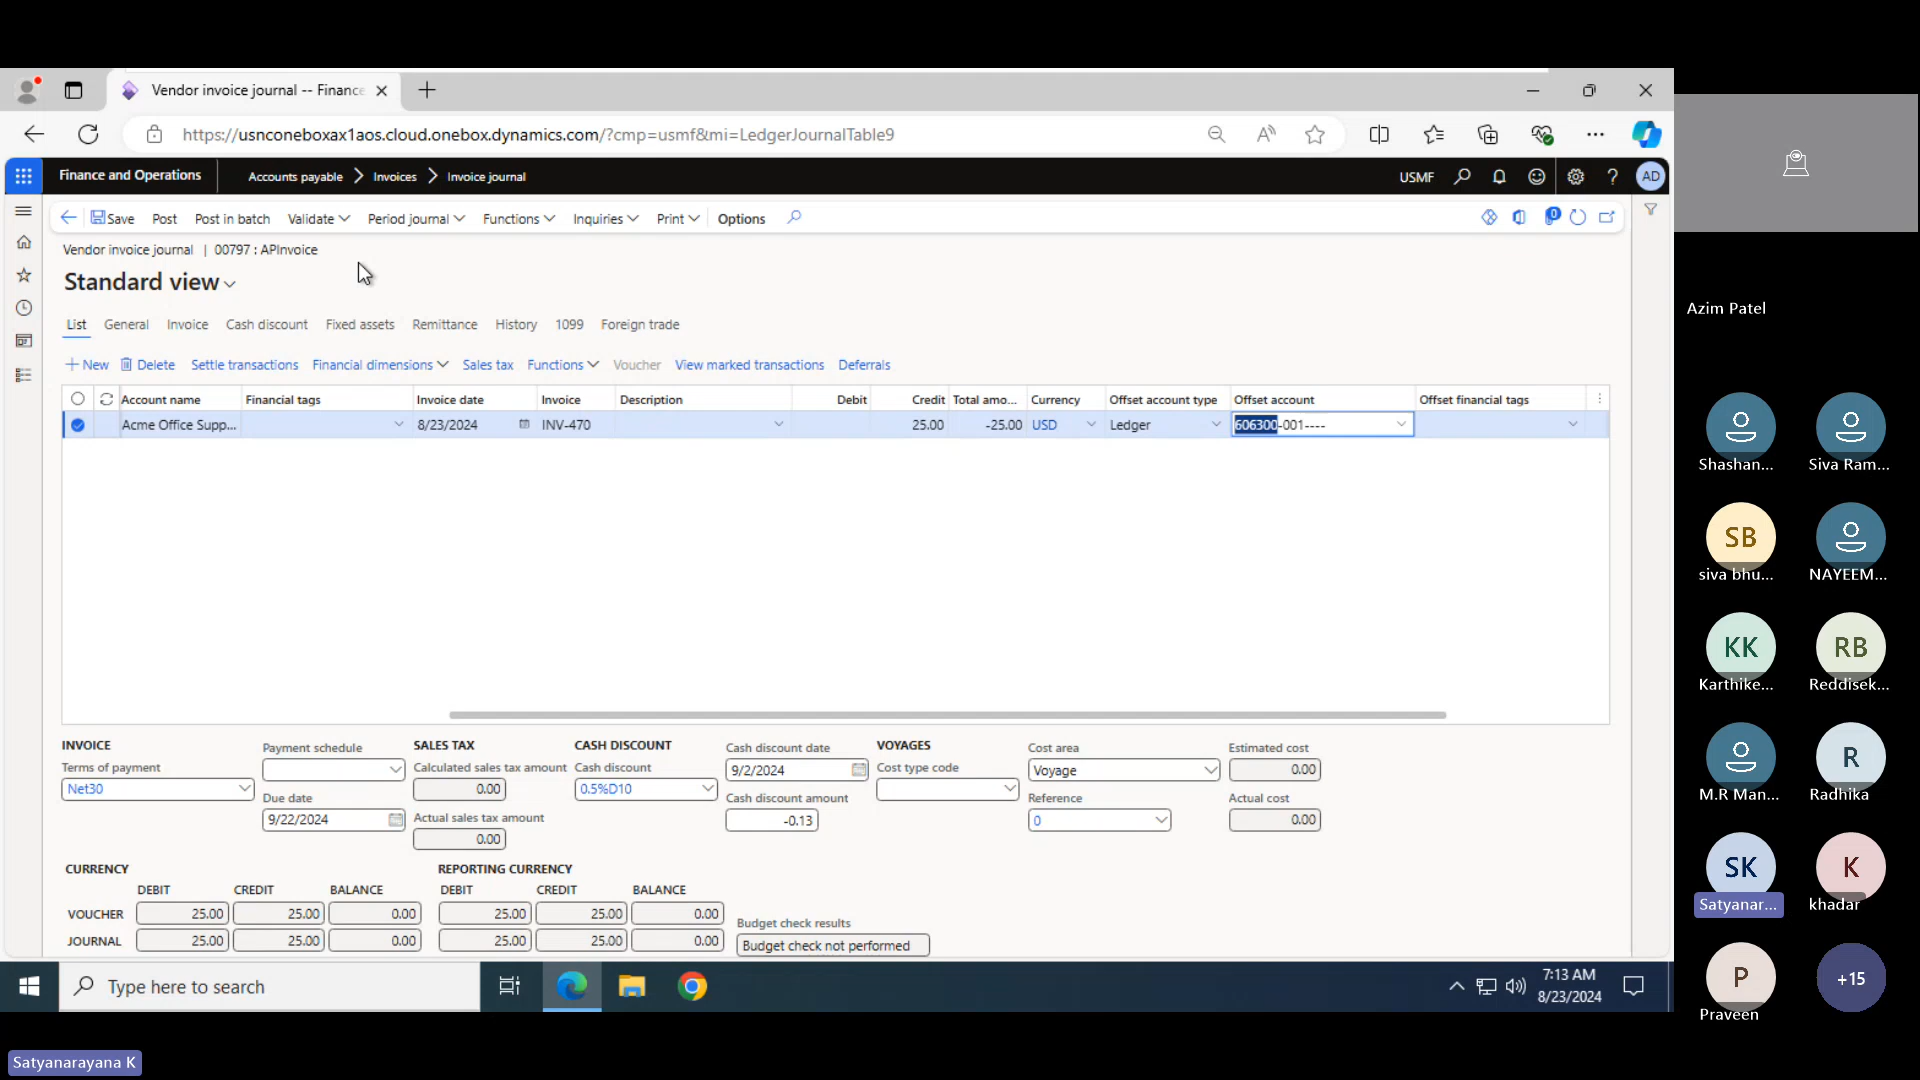 Vendor invoice journal -- Finance
https://usnconeboxax1aos.cloud.onebox.dynamics.com/?cmp=usmf&mi=LedgerJournalTable9
Finance and Operations
Accounts payable
Invoices
Invoice journal
USMF
AD
Save
Post
Post in batch
Validate
Period journal
Functions
Inquiries
Print
Options
0
Vendor invoice journal | 00797 : APInvoice
Standard view
List
General
Invoice
Cash discount
Fixed assets
Remittance
History
1099
Foreign trade
New
Delete
Settle transactions
Financial dimensions
Sales tax
Functions
Voucher
View marked transactions
Deferrals
Account name
Financial tags
Invoice date
Invoice
Description
Debit
Credit
Total amo...
Currency
Offset account type
Offset account
Offset financial tags
Acme Office Supp...
8/23/2024
INV-470
25.00
-25.00
USD
Ledger
606300-001----
INVOICE
Terms of payment
Net30
Payment schedule
Due date
9/22/2024
SALES TAX
Calculated sales tax amount
0.00
Actual sales tax amount
0.00
CASH DISCOUNT
Cash discount
0.5%D10
Cash discount date
9/2/2024
Cash discount amount
-0.13
VOYAGES
Cost type code
Cost area
Voyage
Reference
0
Estimated cost
0.00
Actual cost
0.00
CURRENCY
REPORTING CURRENCY
DEBIT
CREDIT
BALANCE
DEBIT
CREDIT
BALANCE
VOUCHER
25.00
25.00
0.00
25.00
25.00
0.00
JOURNAL
25.00
25.00
0.00
25.00
25.00
0.00
Budget check results
Budget check not performed
Type here to search
7:13 AM
8/23/2024
Azim Patel
Shashan...
Siva Ram...
SB
siva bhu...
NAYEEM...
KK
Karthike...
RB
Reddisek...
M.R Man...
R
Radhika
SK
Satyanar...
K
khadar
P
Praveen
+15
Satyanarayana K